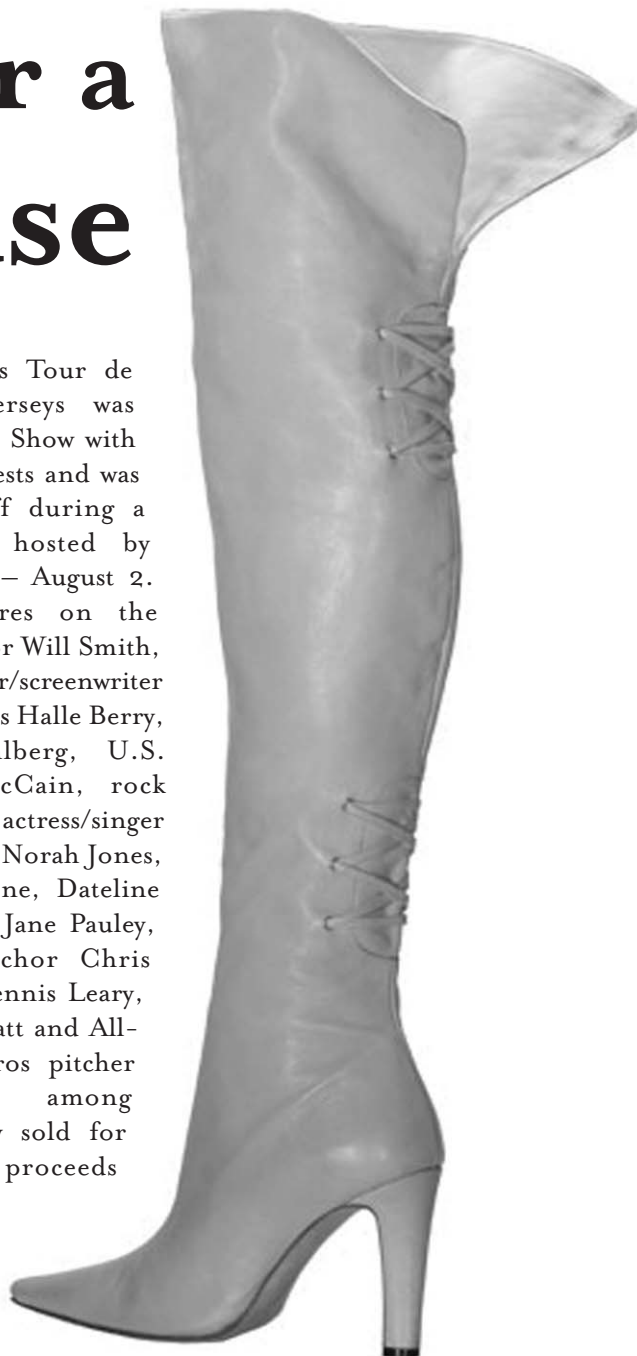 r a
use
s Tour de
erseys was
Show with
ests and was
ff during a
hosted by
– August 2.
res on the
r Will Smith,
r/screenwriter
s Halle Berry,
lberg, U.S.
cCain, rock
actress/singer
Norah Jones,
ne, Dateline
Jane Pauley,
chor Chris
ennis Leary,
att and All-
ros pitcher
among
y sold for
proceeds